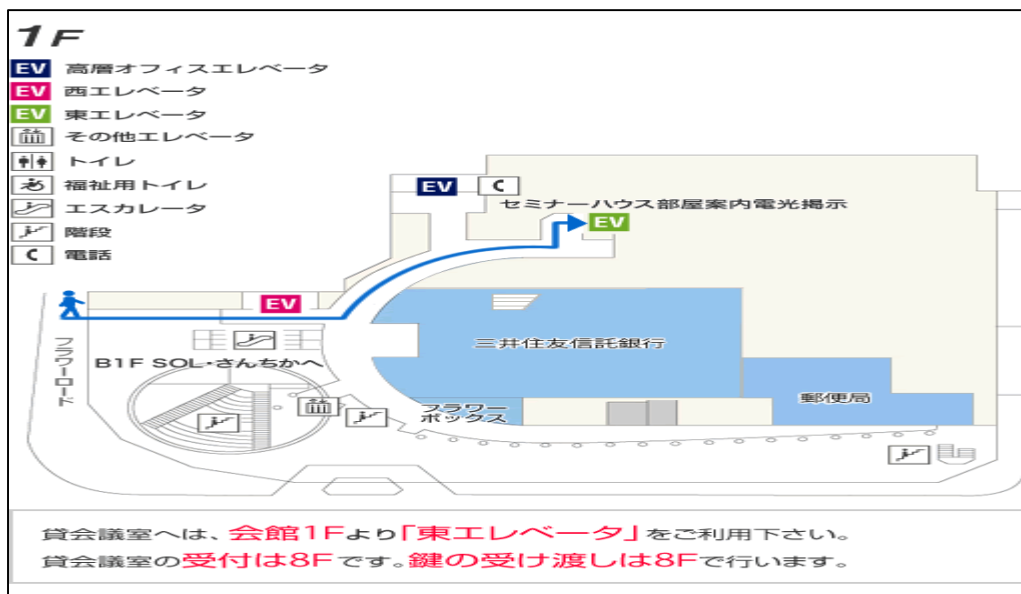 1F
EV 高層オフィスエレベータ
EV 西エレベータ
EV 東エレベータ
その他エレベータ
トイレ
福祉用トイレ
エスカレータ
階段
電話
EV
セミナーハウス部屋案内電光掲示
EV
EV
フラワーロード
B1F SOL・さんちかへ
三井住友信託銀行
フラワー
ボックス
郵便局
貸会議室へは、会館1Fより「東エレベータ」をご利用下さい。
貸会議室の受付は8Fです。鍵の受け渡しは8Fで行います。